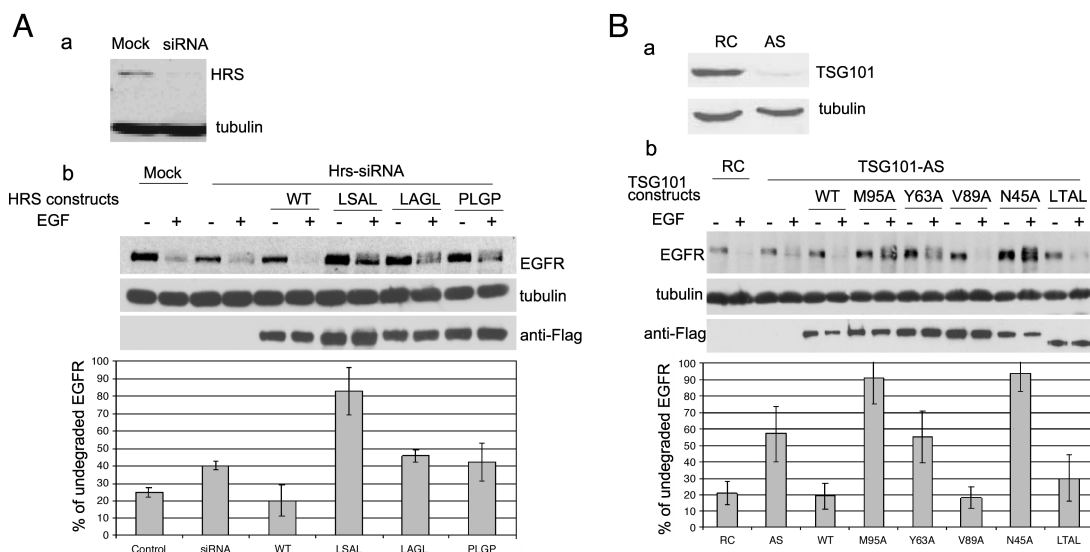 A
a
Mock siRNA
HRS
tubulin
b
Mock Hrs-siRNA
HRS constructs WT LSAL LAGL PLGP
EGF - + - + - + - + - + - +
EGFR
tubulin
anti-Flag
% of undegraded EGFR
100
90
80
70
60
50
40
30
20
10
0
Control siRNA WT LSAL LAGL PLGP
B
a
RC AS
TSG101
tubulin
b
RC TSG101-AS
TSG101
constructs WT M95A Y63A V89A N45A LTAL
EGF - + - + - + - + - + - + - + - +
EGFR
tubulin
anti-Flag
% of undegraded EGFR
100
90
80
70
60
50
40
30
20
10
0
RC AS WT M95A Y63A V89A N45A LTAL